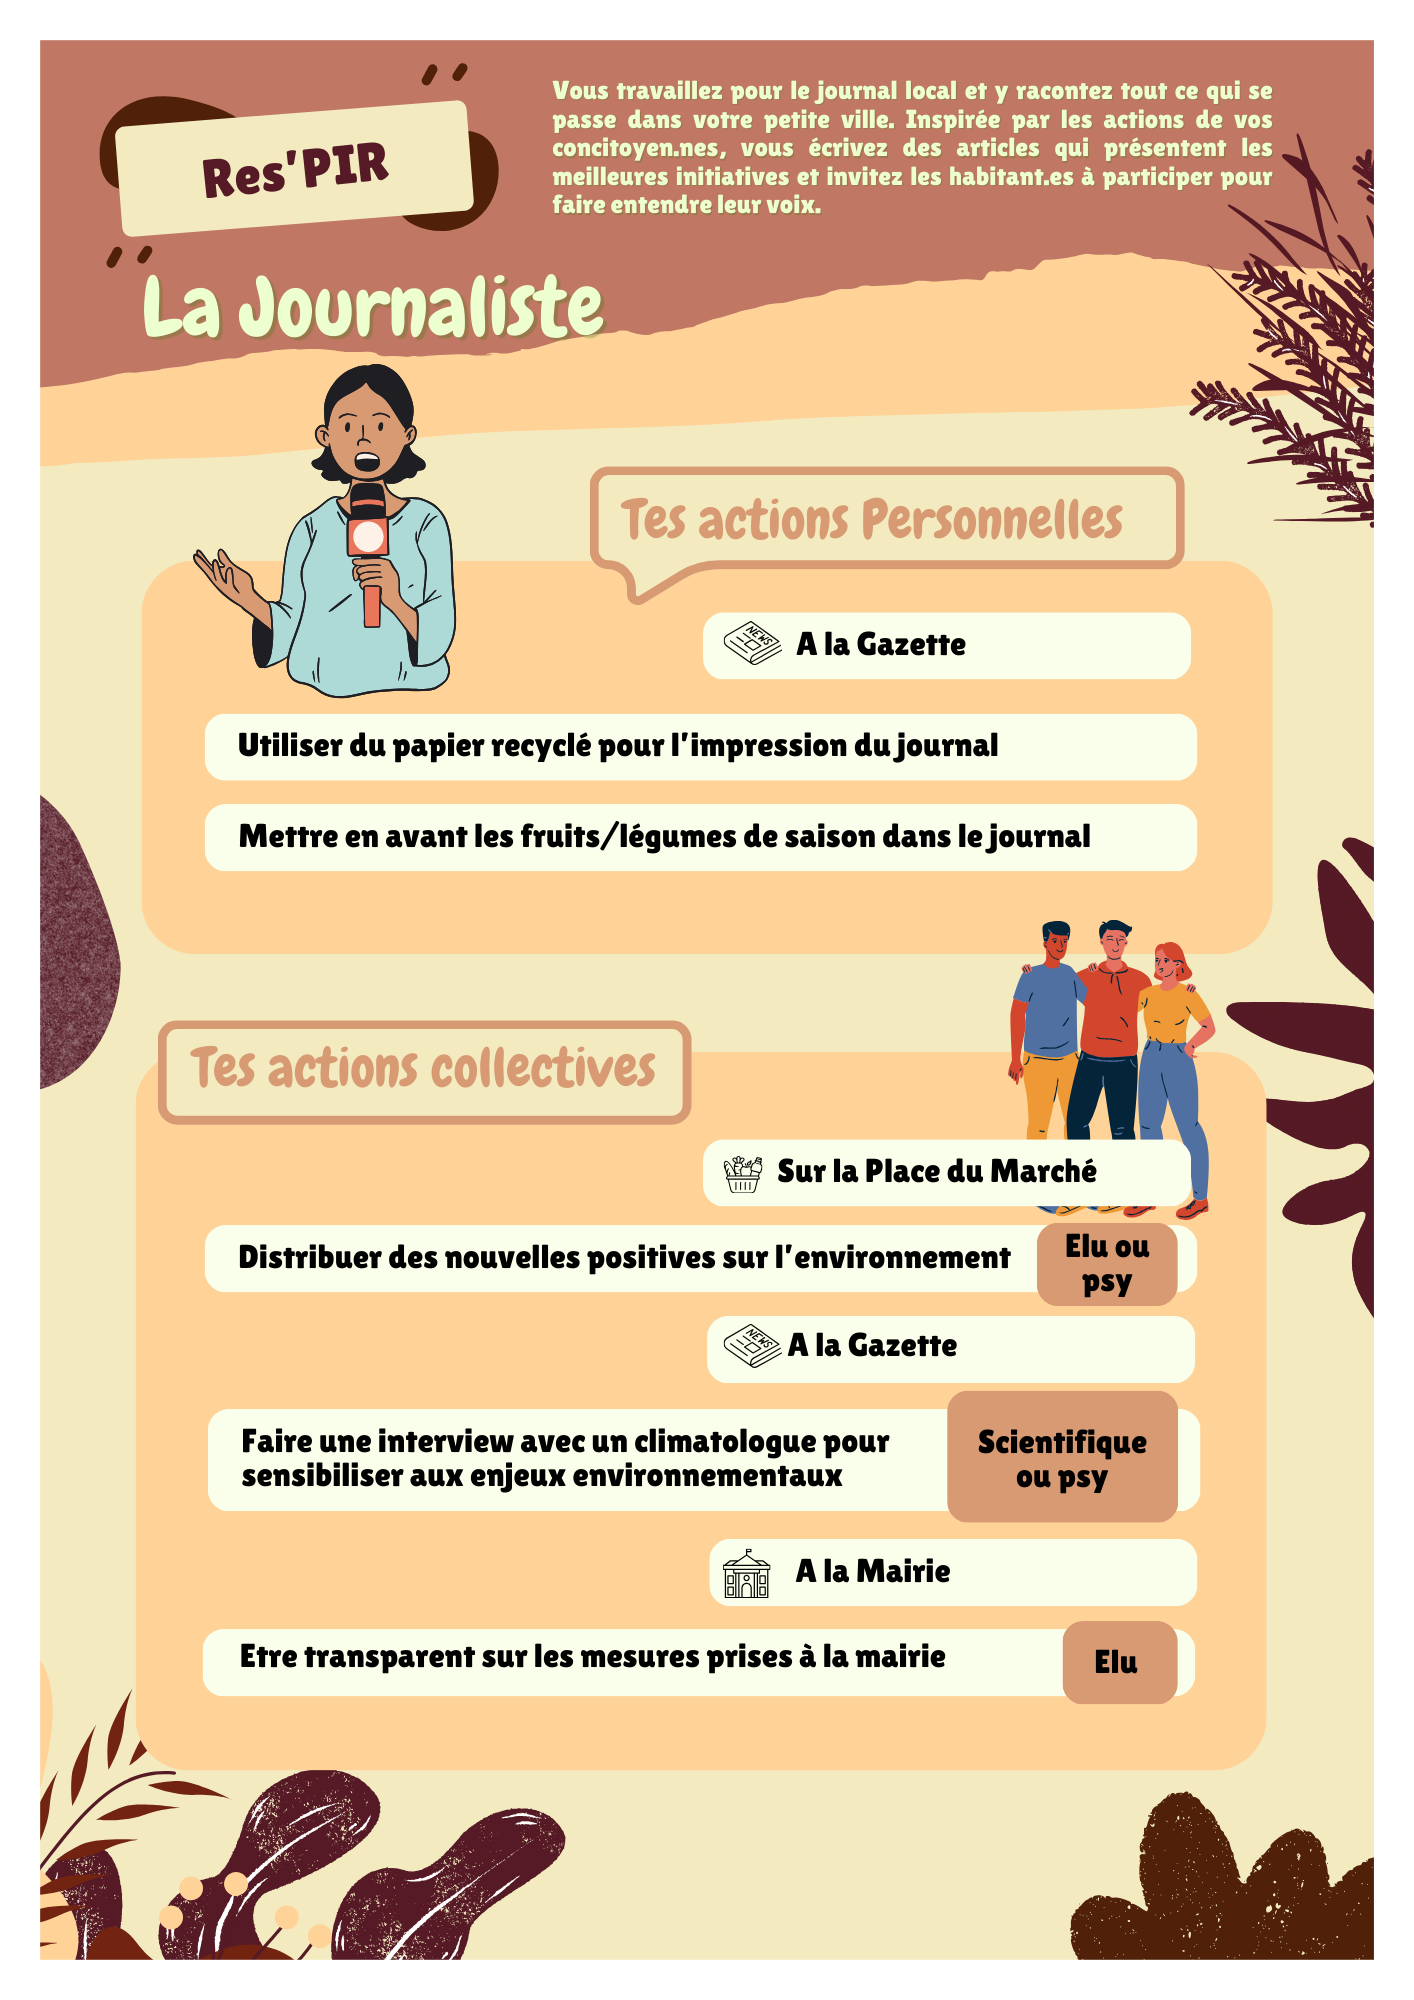 Res'PIR
Vous travaillez pour le journal local et y racontez tout ce qui se
passe dans votre petite ville. Inspirée par les actions de vos
concitoyen.nes, vous écrivez des articles qui présentent les
meilleures initiatives et invitez les habitant.es à participer pour
faire entendre leur voix.
La Journaliste
Tes actions Personnelles
NEWS
A la Gazette
Utiliser du papier recyclé pour l'impression du journal
Mettre en avant les fruits/légumes de saison dans le journal
Tes actions collectives
Sur la Place du Marché
Distribuer des nouvelles positives sur l'environnement
Elu ou
psy
NEWS
A la Gazette
Faire une interview avec un climatologue pour
sensibiliser aux enjeux environnementaux
Scientifique
ou psy
A la Mairie
Etre transparent sur les mesures prises à la mairie
Elu